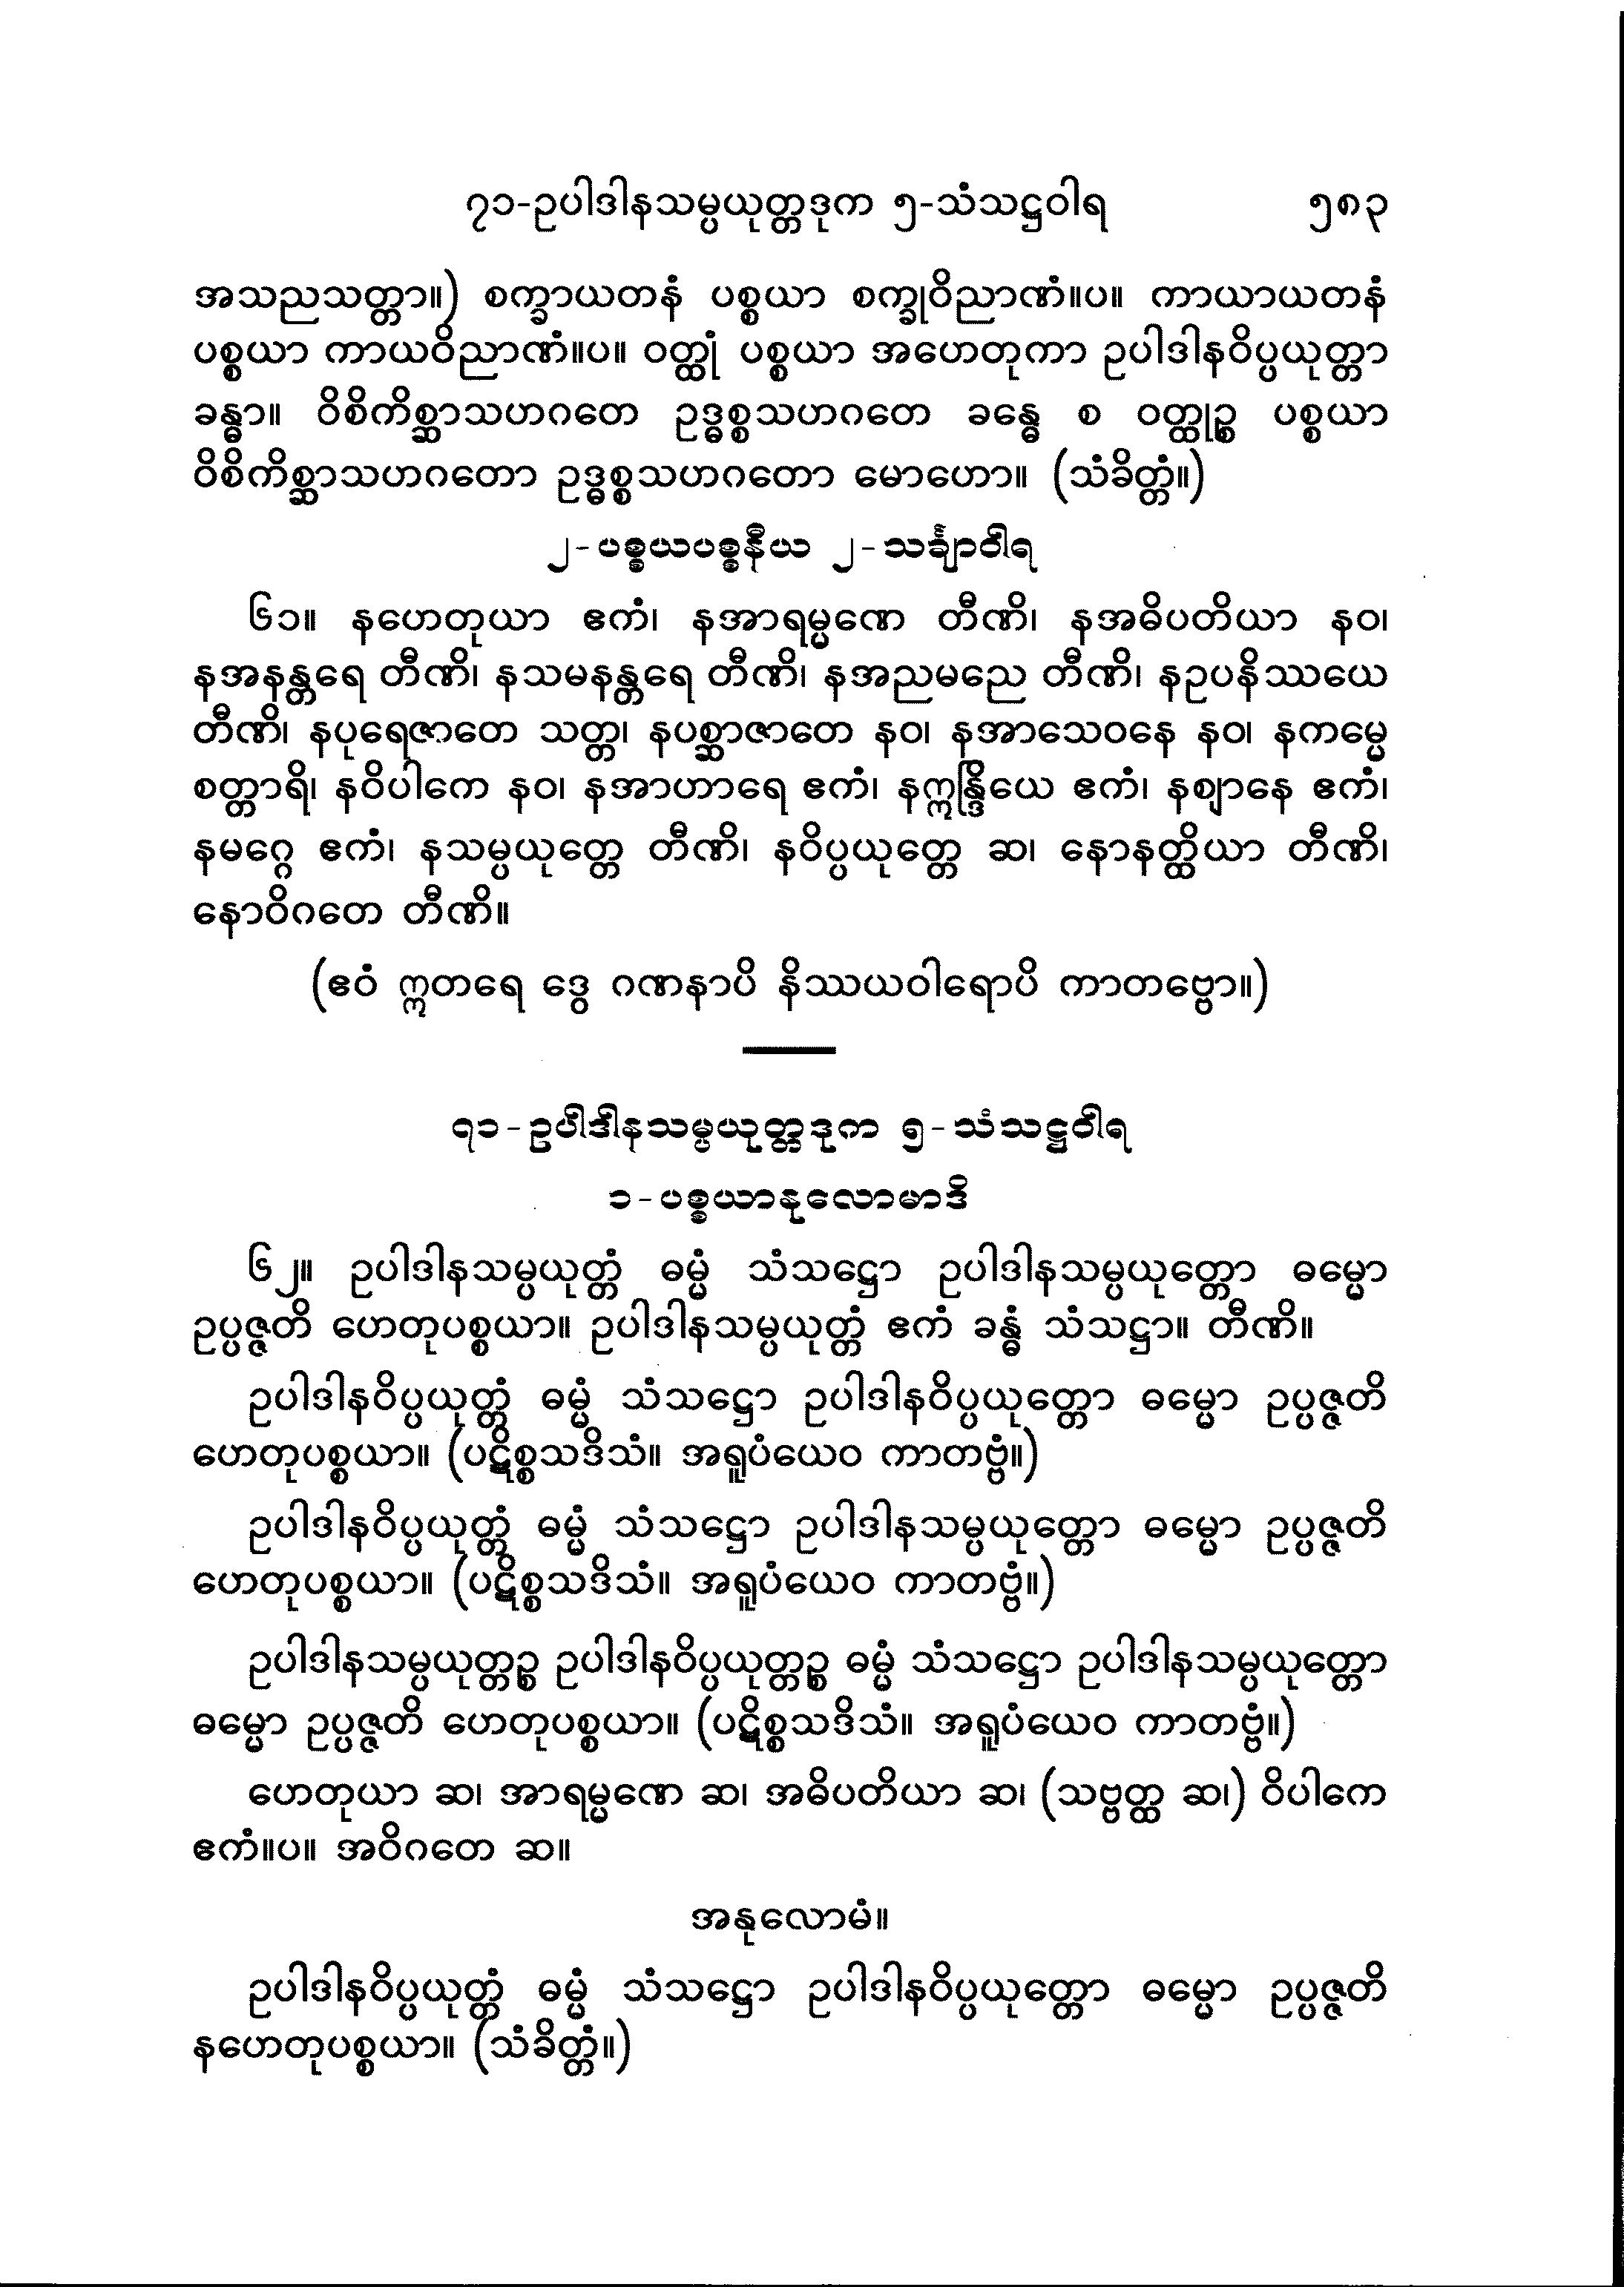 ၇၁-ဥပါဒါနသမ္ပယုတ္တဒုက ၅-သံသဋ္ဌဝါရ ၅၈၃
အသညသတ္တာ။) စက္ခာယတနံ ပစ္စယာ စက္ခုဝိညာဏံ။ပ။ ကာယာယတနံ
ပစ္စယာ ကာယဝိညာဏံ။ပ။ ဝတ္ထုံ ပစ္စယာ အဟေတုကာ ဥပါဒါနဝိပ္ပယုတ္တာ
ခန္ဓာ။ ဝိစိကိစ္ဆာသဟဂတေ ဥဒ္ဓစ္စသဟဂတေ ခန္ဓေ စ ဝတ္ထုဉ္စ ပစ္စယာ
ဝိစိကိစ္ဆာသဟဂတော ဥဒ္ဓစ္စသဟဂတော မောဟော။ (သံခိတ္တံ။)
၂-ပစ္စယပစ္စနီယ ၂-သင်္ချာဝါရ
၆၁။ နဟေတုယာ ဧကံ၊ နအာရမ္မဏေ တီဏိ၊ နအဓိပတိယာ နဝ၊
နအနန္တရေ တီဏိ၊ နသမနန္တရေ တီဏိ၊ နအညမညေ တီဏိ၊ နဥပနိဿယေ
တီဏိ၊ နပုရေဇာတေ သတ္တ၊ နပစ္ဆာဇာတေ နဝ၊ နအာသေဝနေ နဝ၊ နကမ္မေ
စတ္တာရိ၊ နဝိပါကေ နဝ၊ နအာဟာရေ ဧကံ၊ နဣန္ဒြိယေ ဧကံ၊ နဈာနေ ဧကံ၊
နမဂ္ဂေ ဧကံ၊ နသမ္ပယုတ္တေ တီဏိ၊ နဝိပ္ပယုတ္တေ ဆ၊ နောနတ္ထိယာ တီဏိ၊
နောဝိဂတေ တီဏိ။
(ဧဝံ ဣတရေ ဒွေ ဂဏနာပိ နိဿယဝါရောပိ ကာတဗ္ဗော။)
၇၁-ဥပါဒါနသမ္ပယုတ္တဒုက ၅-သံသဋ္ဌဝါရ
၁-ပစ္စယာနုလောမာဒိ
၆၂။ ဥပါဒါနသမ္ပယုတ္တံ ဓမ္မံ သံသဋ္ဌော ဥပါဒါနသမ္ပယုတ္တော ဓမ္မော
ဥပ္ပဇ္ဇတိ ဟေတုပစ္စယာ။ ဥပါဒါနသမ္ပယုတ္တံ ဧကံ ခန္ဓံ သံသဋ္ဌာ။ တီဏိ။
ဥပါဒါနဝိပ္ပယုတ္တံ ဓမ္မံ သံသဋ္ဌော ဥပါဒါနဝိပ္ပယုတ္တော ဓမ္မော ဥပ္ပဇ္ဇတိ
ဟေတုပစ္စယာ။ (ပဋိစ္စသဒိသံ။ အရူပံယေဝ ကာတဗ္ဗံ။)
ဥပါဒါနဝိပ္ပယုတ္တံ ဓမ္မံ သံသဋ္ဌော ဥပါဒါနသမ္ပယုတ္တော ဓမ္မော ဥပ္ပဇ္ဇတိ
ဟေတုပစ္စယာ။ (ပဋိစ္စသဒိသံ။ အရူပံယေဝ ကာတဗ္ဗံ။)
ဥပါဒါနသမ္ပယုတ္တဉ္စ ဥပါဒါနဝိပ္ပယုတ္တဉ္စ ဓမ္မံ သံသဋ္ဌော ဥပါဒါနသမ္ပယုတ္တော
ဓမ္မော ဥပ္ပဇ္ဇတိ ဟေတုပစ္စယာ။ (ပဋိစ္စသဒိသံ။ အရူပံယေဝ ကာတဗ္ဗံ။)
ဟေတုယာ ဆ၊ အာရမ္မဏေ ဆ၊ အဓိပတိယာ ဆ၊ (သဗ္ဗတ္ထ ဆ၊) ဝိပါကေ
ဧကံ။ပ။ အဝိဂတေ ဆ။
အနုလောမံ။
ဥပါဒါနဝိပ္ပယုတ္တံ ဓမ္မံ သံသဋ္ဌော ဥပါဒါနဝိပ္ပယုတ္တော ဓမ္မော ဥပ္ပဇ္ဇတိ
နဟေတုပစ္စယာ။ (သံခိတ္တံ။)